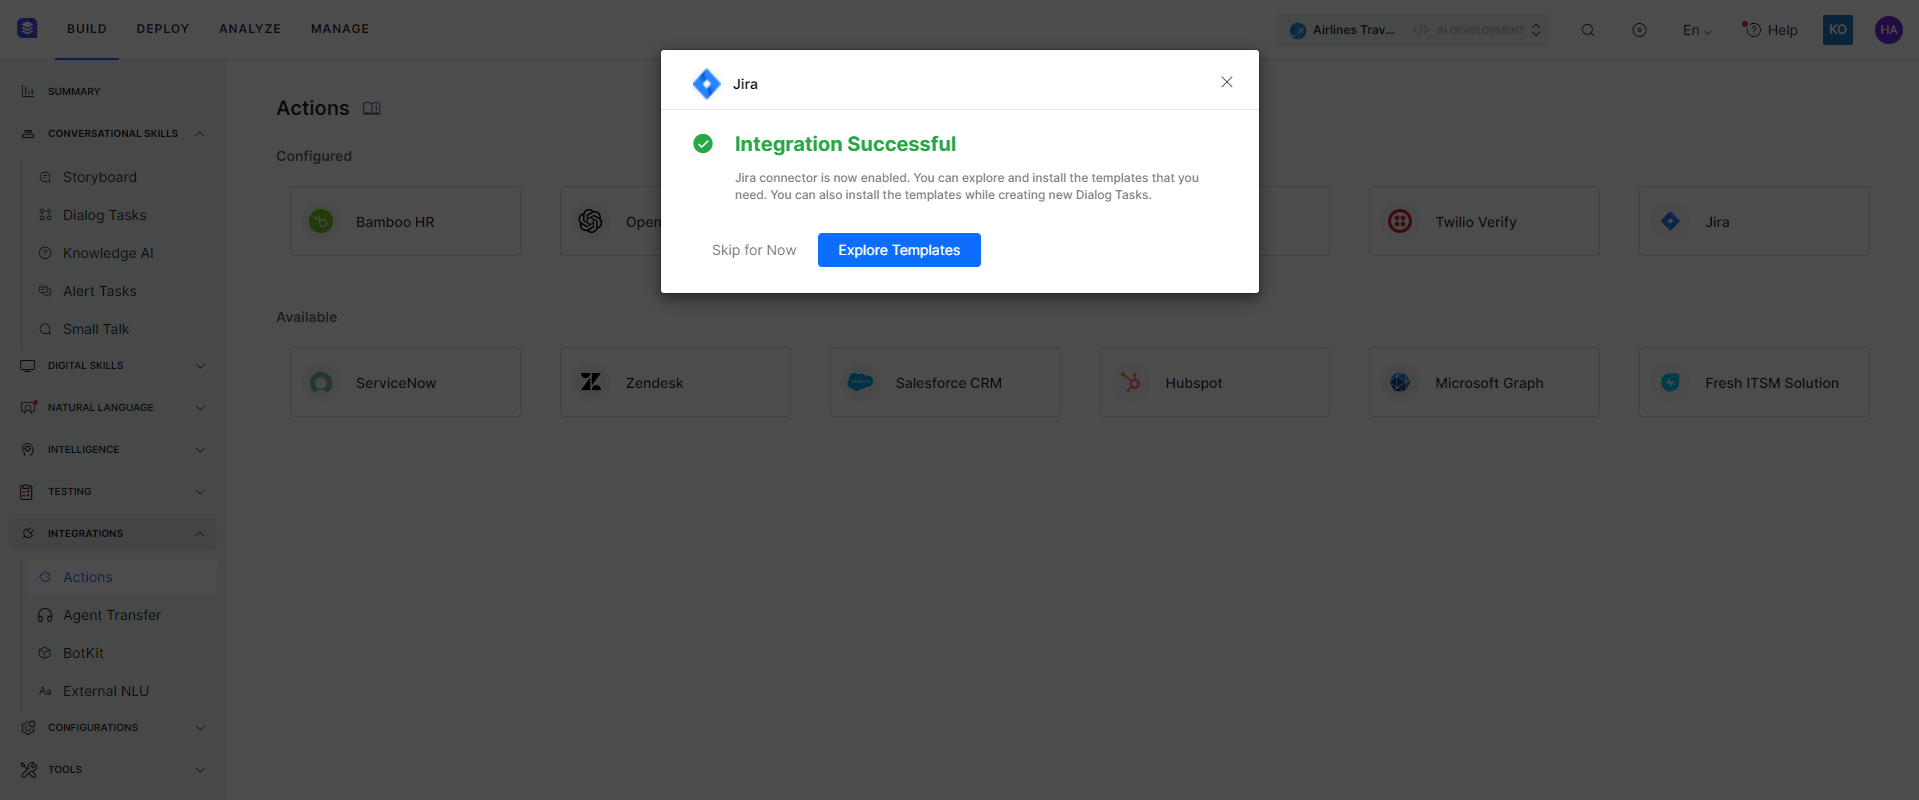 BUILD DEPLOY ANALYZE MANAGE Airlines Trav... </> IN DEVELOPMENT En Help KO HA
Jira
SUMMARY
CONVERSATIONAL SKILLS
Storyboard
Dialog Tasks
Knowledge AI
Alert Tasks
Small Talk
DIGITAL SKILLS
NATURAL LANGUAGE
INTELLIGENCE
TESTING
INTEGRATIONS
Actions
Agent Transfer
BotKit
Aa External NLU
CONFIGURATIONS
TOOLS
Actions
Configured
Bamboo HR
Open
Twilio Verify
Jira
Integration Successful
Jira connector is now enabled. You can explore and install the templates that you
need. You can also install the templates while creating new Dialog Tasks.
Skip for Now
Explore Templates
Available
ServiceNow
Zendesk
Salesforce CRM
Hubspot
Microsoft Graph
Fresh ITSM Solution